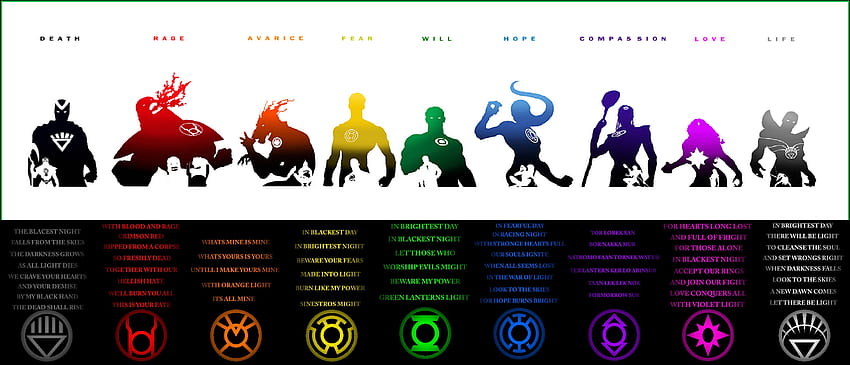 DEATH
RAGE
AVARICE
FEAR
WILL
HOPE
COMPASSION
LOVE
LIFE
THE BLACKEST NIGHT
FALLS FROM THE SKIES
THE DARKNESS GROWS
AS ALL LIGHT DIES
WE CRAVE YOUR HEARTS
AND YOUR DEMISE
BY MY BLACK HAND
THE DEAD SHALL RISE
WITH BLOOD AND RAGE
CRIMSON RED
RIPPED FROM A CORPSE
SO FRESHLY DEAD
TOGETHER WITH OUR
HELLISH HATE
WE'LL BURN YOU ALL
THIS IS YOUR FATE
WHATS MINE IS MINE
WHATS YOURS IS YOURS
UNTILL I MAKE YOURS MINE
WITH ORANGE LIGHT
ITS ALL MINE
IN BLACKEST DAY
IN BRIGHTEST NIGHT
BEWARE YOUR FEARS
MADE INTO LIGHT
BURN LIKE MY POWER
SINESTROS MIGHT
IN BRIGHTEST DAY
IN BLACKEST NIGHT
LET THOSE WHO
WORSHIP EVILS MIGHT
BEWARE MY POWER
GREEN LANTERNS LIGHT
IN FEARFUL DAY
IN RACING NIGHT
STRONGE HEARTS FULL
OUR SOULS IGNITE
WHEN ALL SEEMS LOST
IN THE WAR OF LIGHT
LOOK TO THE SKIES
FOR HOPE BURNS BRIGHT
TOR LOREK SAN
FOR HEARTS LONG LOST
AND FULL OF FRIGHT
FOR THOSE ALONE
IN BLACKEST NIGHT
ACCEPT OUR RINGS
AND JOIN OUR FIGHT
LOVE CONQUERS ALL
WITH VIOLET LIGHT
IN BRIGHTEST DAY
THERE WILL BE LIGHT
TO CLEANSE THE SOUL
AND SET WRONGS RIGHT
WHEN DARKNESS FALLS
LOOK TO THE SKIES
A NEW DAWN COMES
LET THERE BE LIGHT